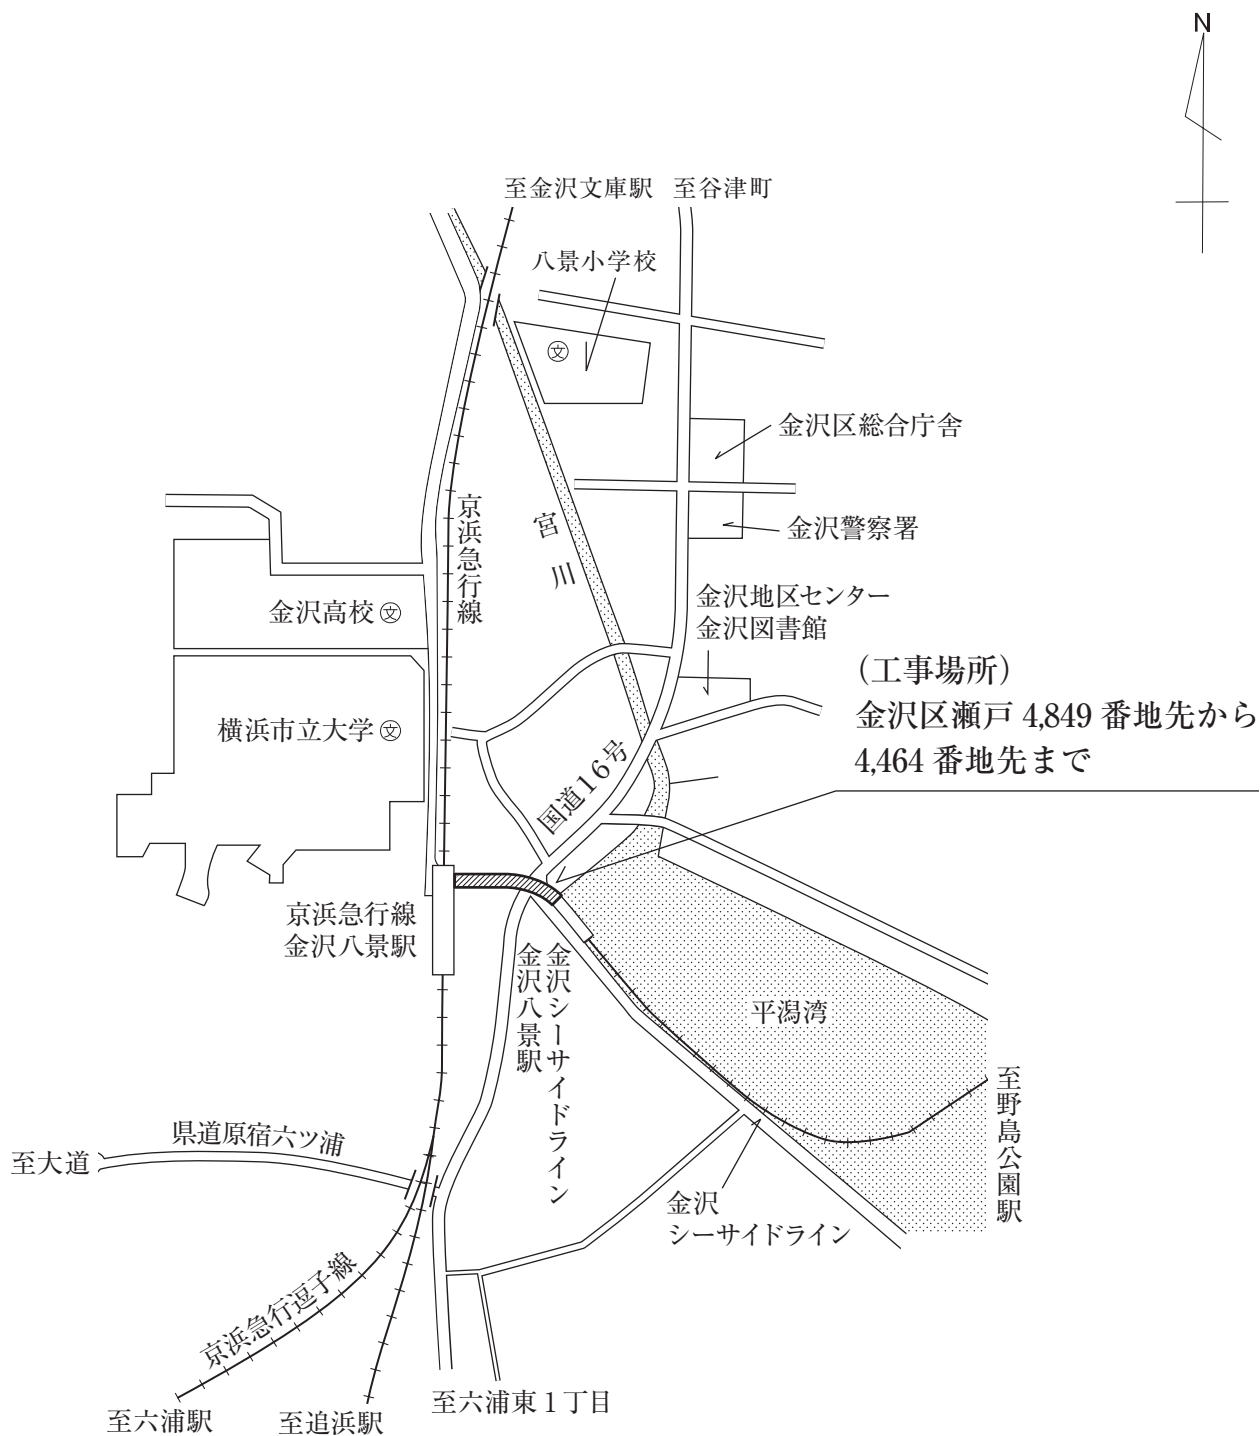 N
至金沢文庫駅
至谷津町
八景小学校
文
金沢区総合庁舎
京浜急行線
宮川
金沢警察署
金沢高校 文
金沢地区センター
金沢図書館
(工事場所)
金沢区瀬戸 4,849 番地先から
4,464 番地先まで
横浜市立大学 文
国道16号
京浜急行線
金沢八景駅
金沢シーサイドライン
金沢八景駅
平潟湾
至野島公園駅
県道原宿六ツ浦
至大道
金沢
シーサイドライン
京浜急行逗子線
至六浦駅
至追浜駅
至六浦東1丁目